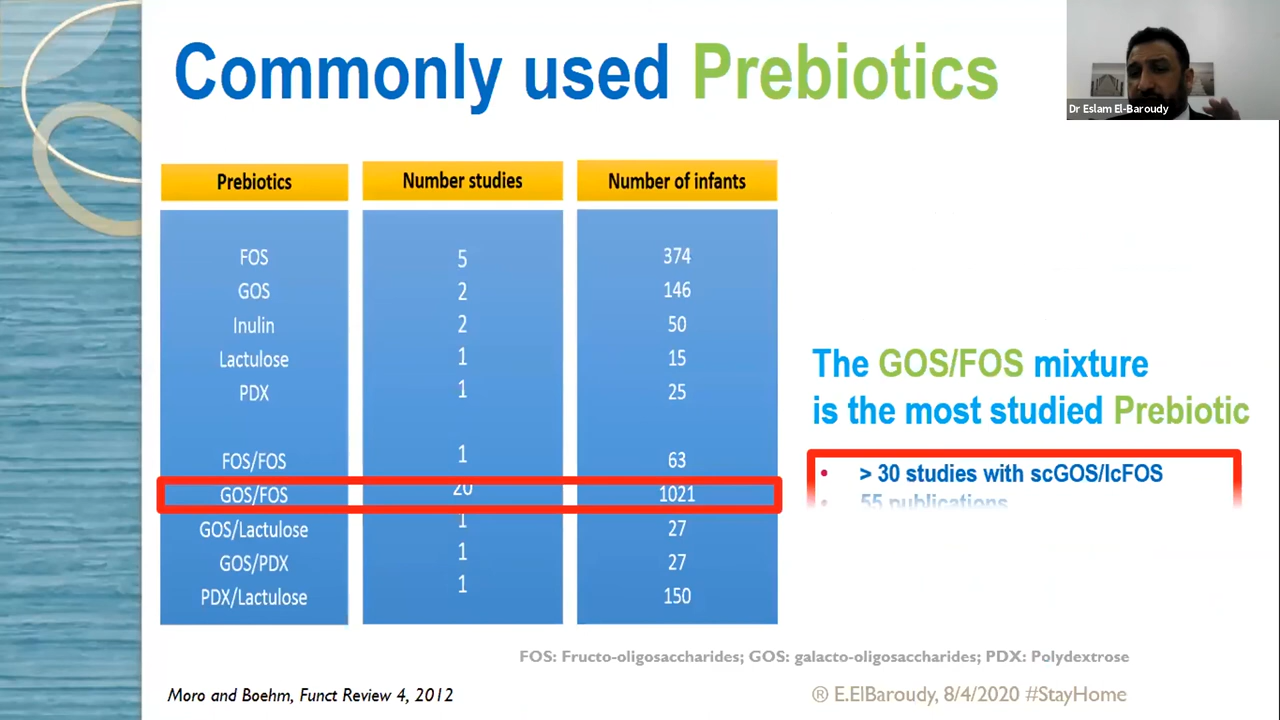 Commonly used Prebiotics
Dr Eslam El-Baroudy
Prebiotics Number studies Number of infants
FOS 5 374
GOS 2 146
Inulin 2 50
Lactulose 1 15
PDX 1 25
FOS/FOS 1 63
GOS/FOS 20 1021
GOS/Lactulose 1 27
GOS/PDX 1 27
PDX/Lactulose 1 150
The GOS/FOS mixture
is the most studied Prebiotic
• > 30 studies with scGOS/lcFOS
• 55 publications
FOS: Fructo-oligosaccharides; GOS: galacto-oligosaccharides; PDX: Polydextrose
Moro and Boehm, Funct Review 4, 2012
® E.ElBaroudy, 8/4/2020 #StayHome